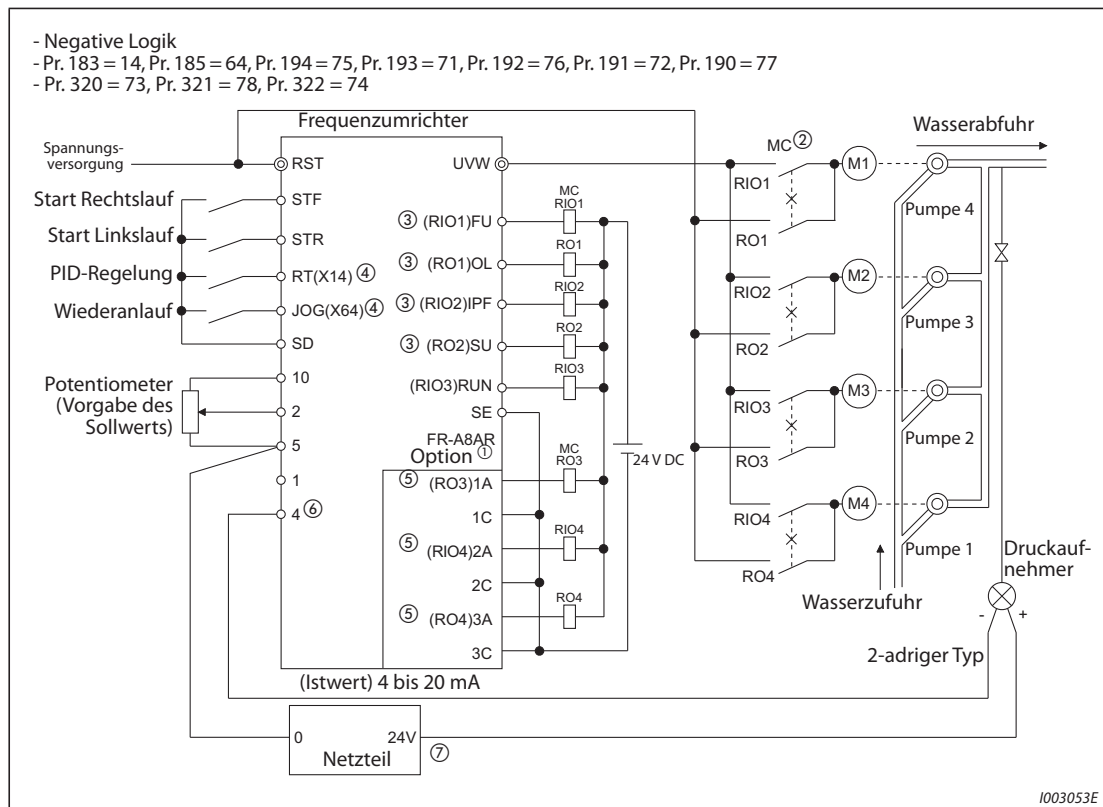 - Negative Logik
- Pr. 183 = 14, Pr. 185 = 64, Pr. 194 = 75, Pr. 193 = 71, Pr. 192 = 76, Pr. 191 = 72, Pr. 190 = 77
- Pr. 320 = 73, Pr. 321 = 78, Pr. 322 = 74
Frequenzumrichter
Wasserabfuhr
Spannungs-
versorgung
RST
UVW
MC ②
M1
Start Rechtslauf
STF
Start Linkslauf
STR
PID-Regelung
RT(X14) ④
Wiederanlauf
JOG(X64) ④
SD
10
Potentiometer
(Vorgabe des
Sollwerts)
2
5
1
4 ⑥
③ (RIO1)FU
MC
RIO1
③ (RO1)OL
RO1
③ (RIO2)IPF
RIO2
③ (RO2)SU
RO2
(RIO3)RUN
RIO3
SE
FR-A8AR
Option ①
24 V DC
⑤ (RO3)1A
MC
RO3
1C
⑤ (RIO4)2A
RIO4
2C
⑤ (RO4)3A
RO4
3C
RIO1
RO1
Pumpe 4
RIO2
M2
RO2
Pumpe 3
RIO3
M3
RO3
Pumpe 2
RIO4
M4
RO4
Pumpe 1
Druckauf-
nehmer
Wasserzufuhr
- +
2-adriger Typ
(Istwert) 4 bis 20 mA
0 24V ⑦
Netzteil
I003053E